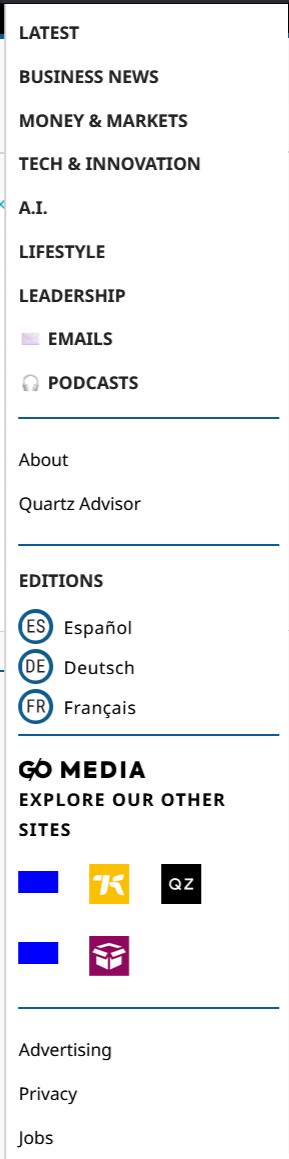 LATEST
BUSINESS NEWS
MONEY & MARKETS
TECH & INNOVATION
A.I.
LIFESTYLE
LEADERSHIP
EMAILS
PODCASTS
About
Quartz Advisor
EDITIONS
ES Español
DE Deutsch
FR Français
GO MEDIA
EXPLORE OUR OTHER
SITES
QZ
Advertising
Privacy
Jobs